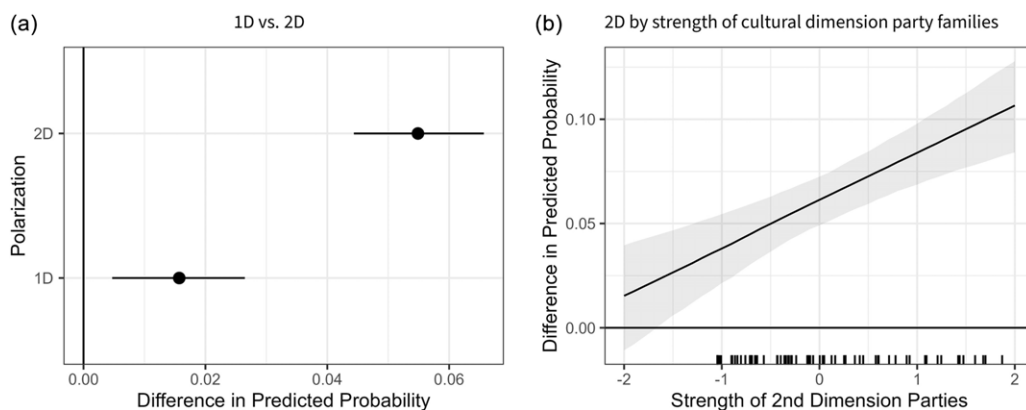 (a) 1D vs. 2D
Polarization
2D
1D
0.00 0.02 0.04 0.06
Difference in Predicted Probability
(b) 2D by strength of cultural dimension party families
Difference in Predicted Probability
0.10
0.05
0.00
-2 -1 0 1 2
Strength of 2nd Dimension Parties